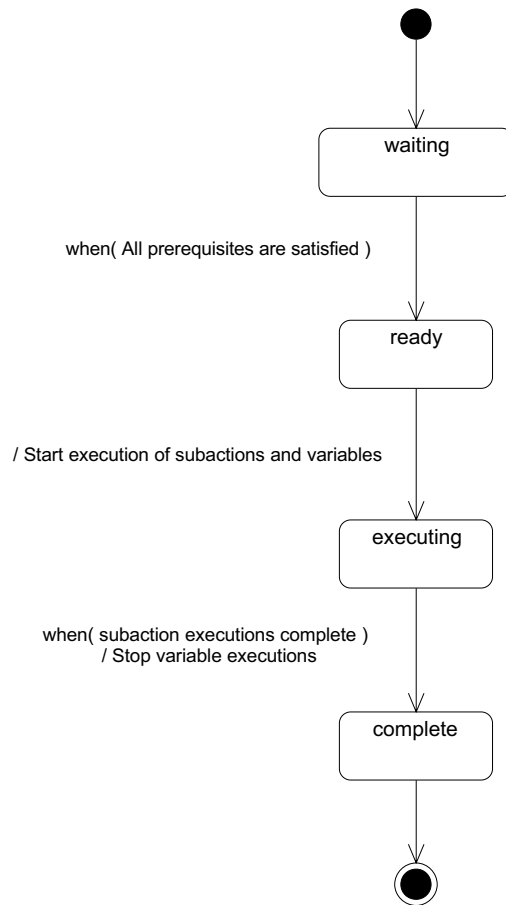 waiting
when( All prerequisites are satisfied )
ready
/ Start execution of subactions and variables
executing
when( subaction executions complete )
/ Stop variable executions
complete